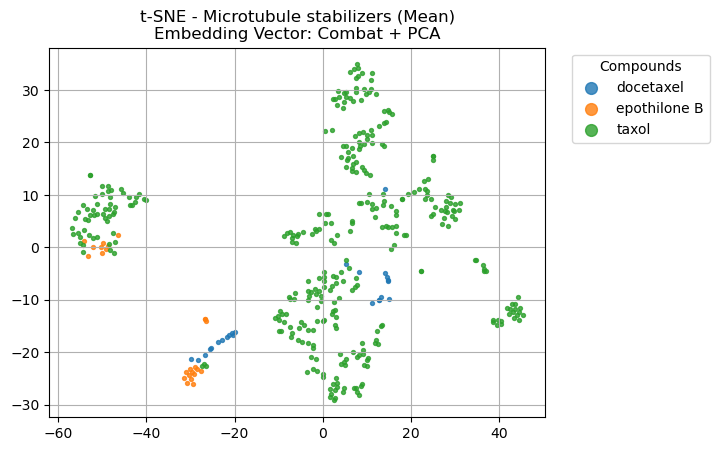 t-SNE - Microtubule stabilizers (Mean)
Embedding Vector: Combat + PCA
Compounds
docetaxel
epothilone B
taxol
30
20
10
0
−10
−20
−30
−60
−40
−20
0
20
40